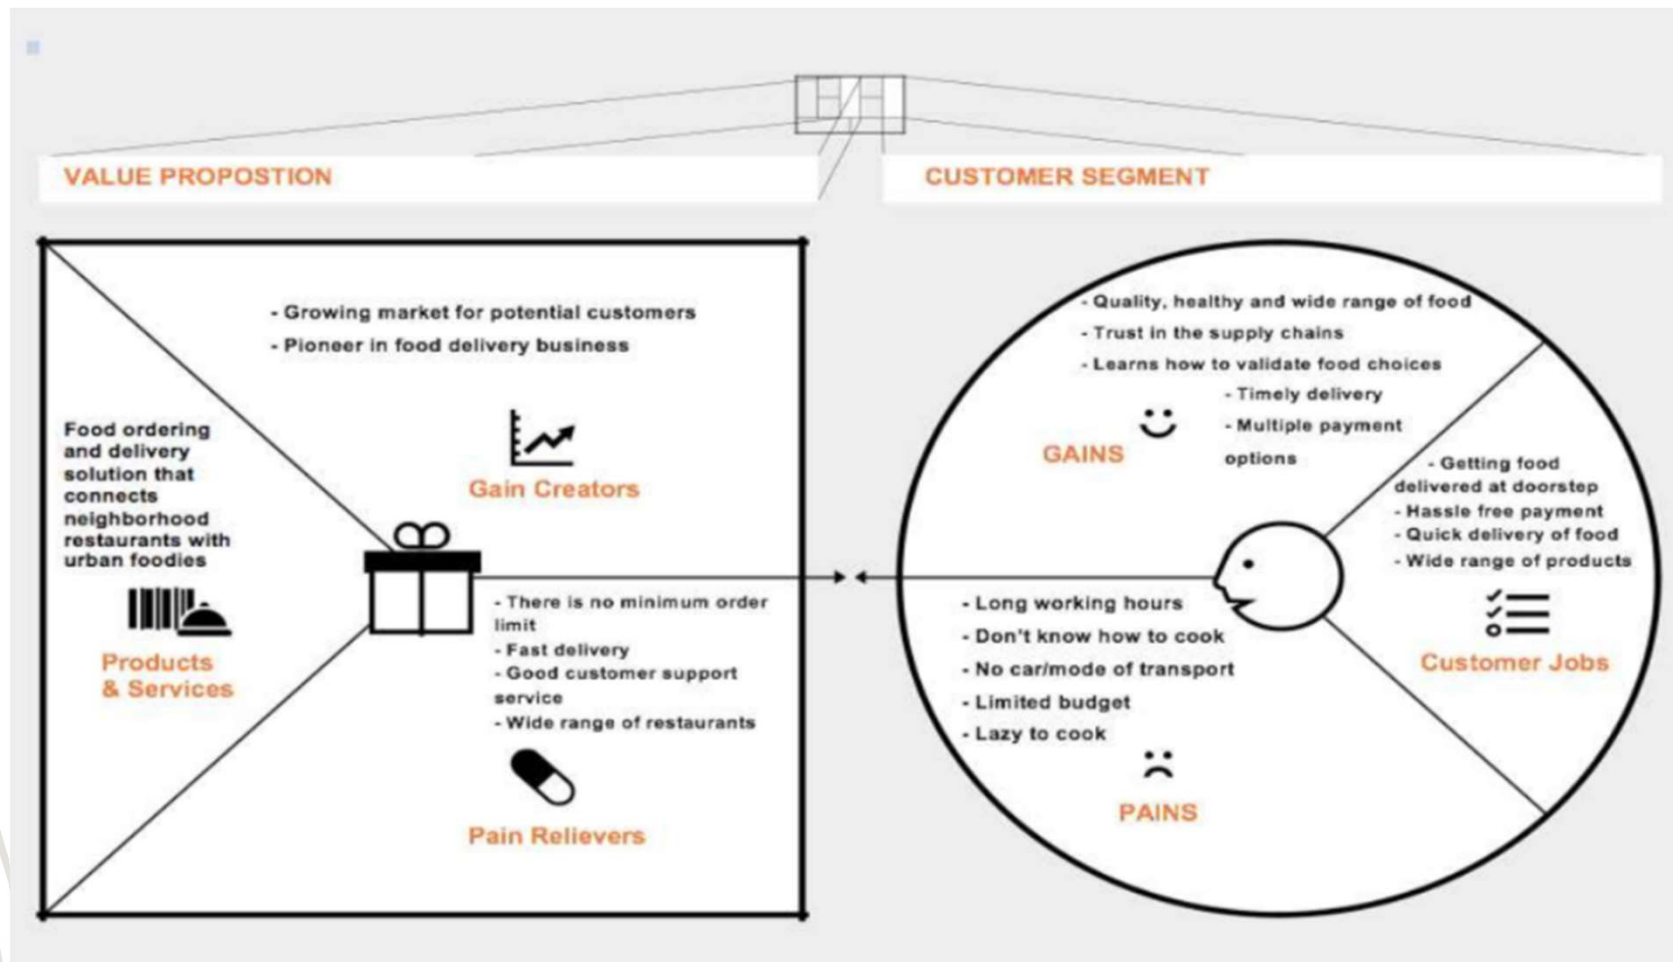 VALUE PROPOSTION
CUSTOMER SEGMENT
- Growing market for potential customers
- Pioneer in food delivery business
Gain Creators
Food ordering
and delivery
solution that
connects
neighborhood
restaurants with
urban foodies
Products
& Services
- There is no minimum order
limit
- Fast delivery
- Good customer support
service
- Wide range of restaurants
Pain Relievers
- Quality, healthy and wide range of food
- Trust in the supply chains
- Learns how to validate food choices
- Timely delivery
- Multiple payment
options
GAINS
- Getting food
delivered at doorstep
- Hassle free payment
- Quick delivery of food
- Wide range of products
Customer Jobs
- Long working hours
- Don't know how to cook
- No car/mode of transport
- Limited budget
- Lazy to cook
PAINS